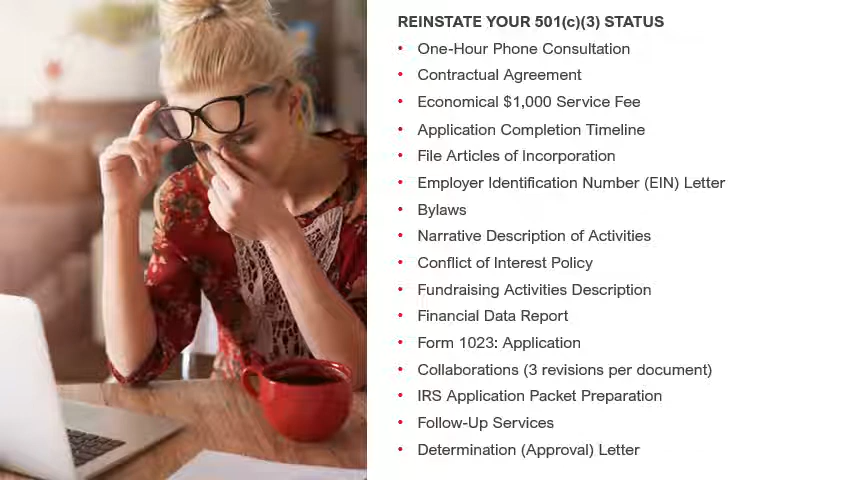 REINSTATE YOUR 501(c)(3) STATUS
• One-Hour Phone Consultation
• Contractual Agreement
• Economical $1,000 Service Fee
• Application Completion Timeline
• File Articles of Incorporation
• Employer Identification Number (EIN) Letter
• Bylaws
• Narrative Description of Activities
• Conflict of Interest Policy
• Fundraising Activities Description
• Financial Data Report
• Form 1023: Application
• Collaborations (3 revisions per document)
• IRS Application Packet Preparation
• Follow-Up Services
• Determination (Approval) Letter